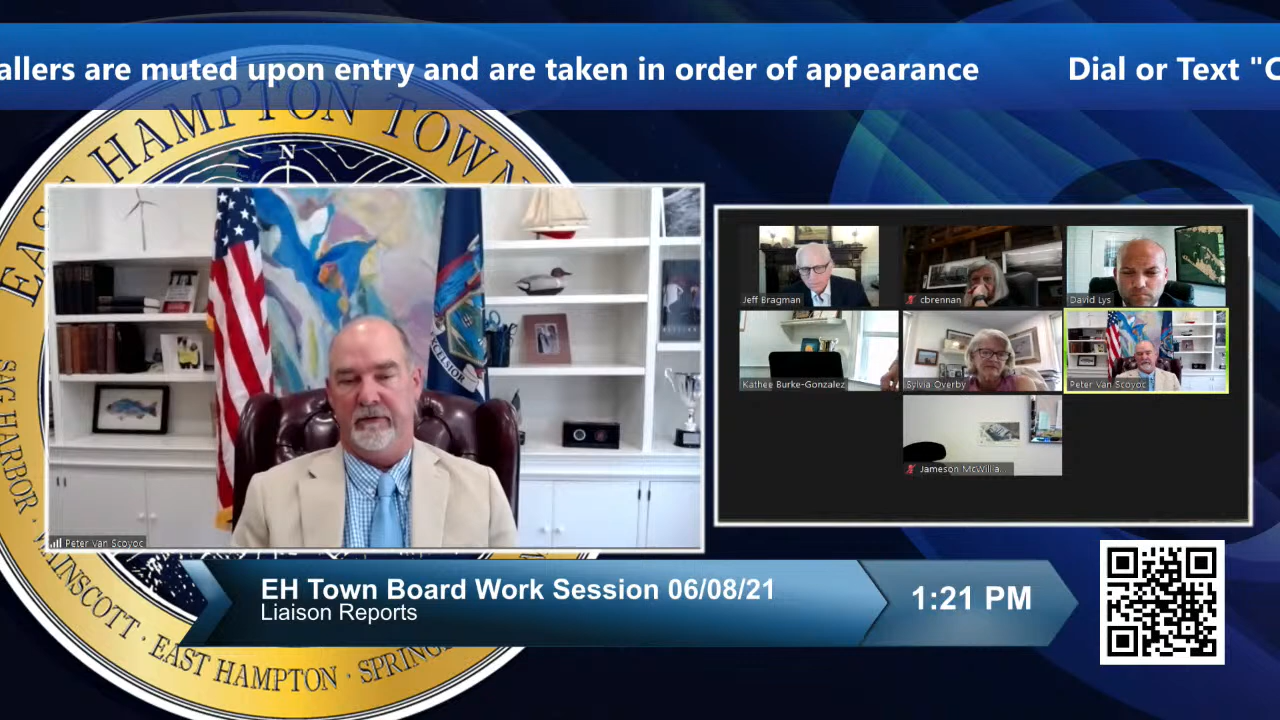 allers are muted upon entry and are taken in order of appearance
Dial or Text "C
EAST HAMPTON TOWN
N
EXCELSIOR
Jeff Bragman
cbrennan
David Lys
Kathee Burke-Gonzalez
Sylvia Overby
Peter Van Scoyoc
Jameson McWillia...
Peter Van Scoyoc
SAG HARBOR · WAINSCOTT · EAST HAMPTON ·
EH Town Board Work Session 06/08/21
Liaison Reports
1:21 PM